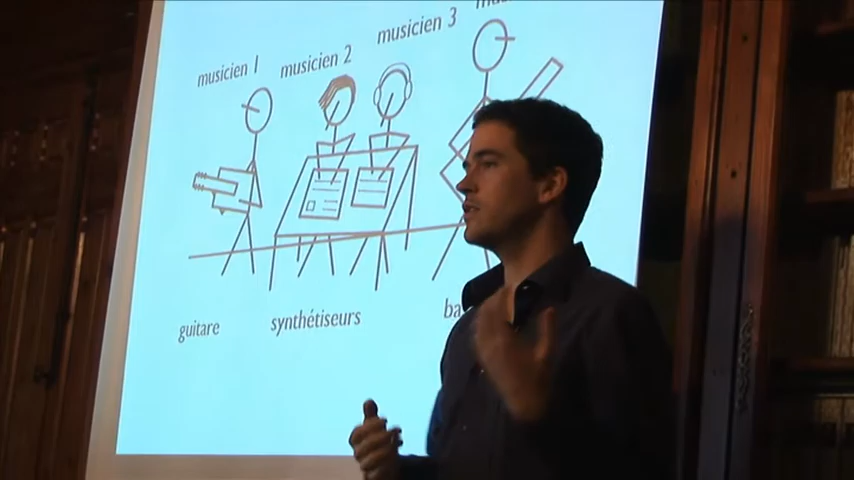 musicien 1
musicien 2
musicien 3
guitare
synthétiseurs